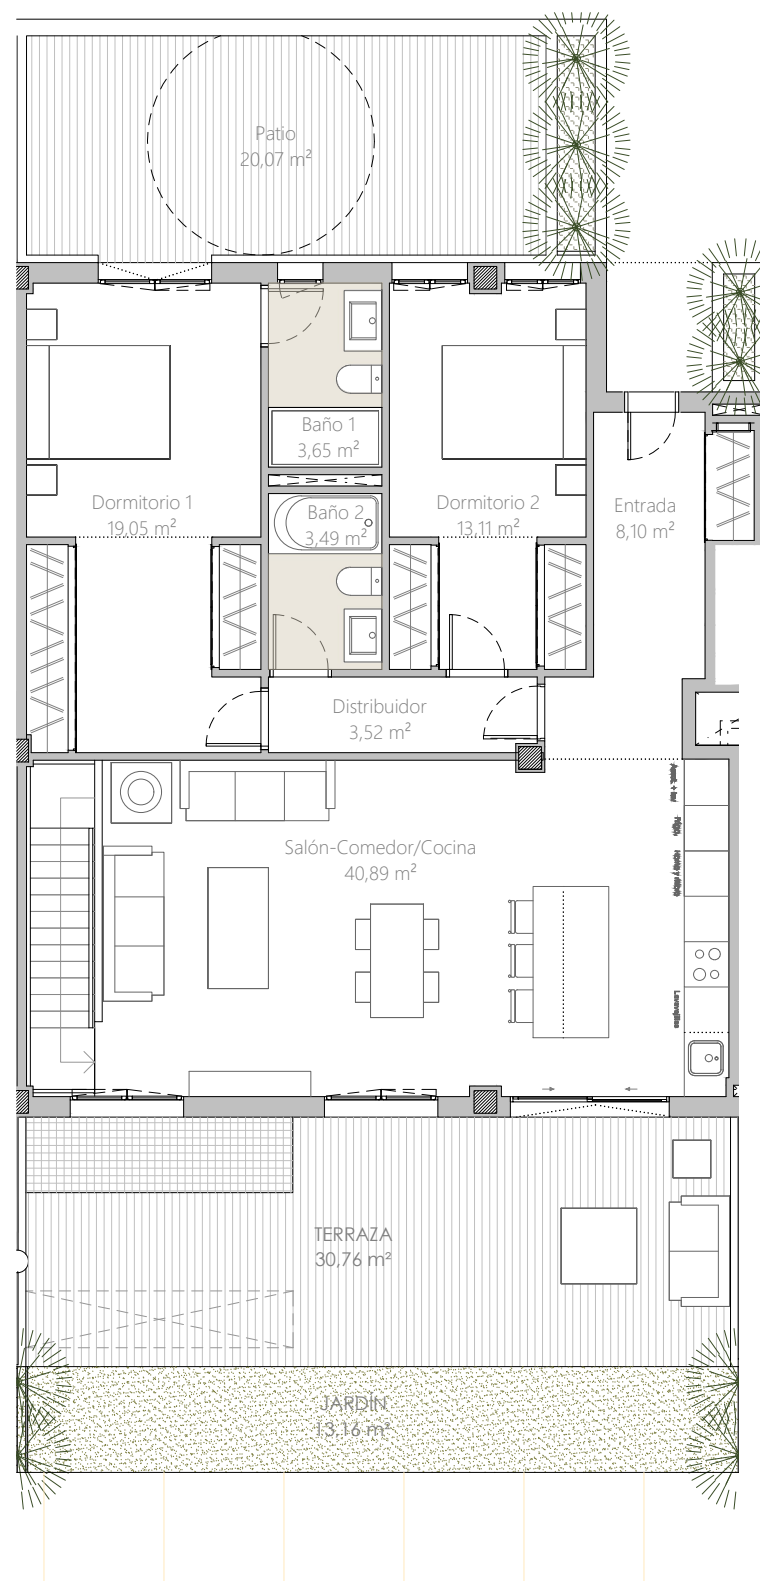 Patio
20,07 m²
Baño 1
3,65 m²
Dormitorio 1
19,05 m²
Dormitorio 2
13,11 m²
Entrada
8,10 m²
Baño 2
3,49 m²
Distribuidor
3,52 m²
Salón-Comedor/Cocina
40,89 m²
Lavavajillas
TERRAZA
30,76 m²
JARDÍN
13,16 m²